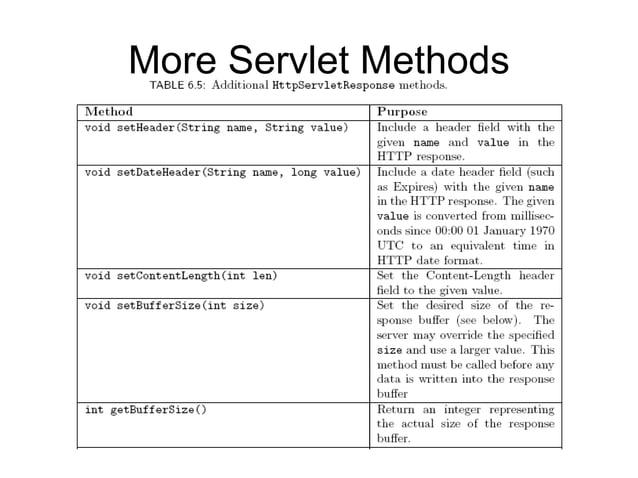 More Servlet Methods
TABLE 6.5: Additional HttpServletResponse methods.
Method Purpose
void setHeader(String name, String value) Include a header field with the
given name and value in the
HTTP response.
void setDateHeader(String name, long value) Include a date header field (such
as Expires) with the given name
in the HTTP response. The given
value is converted from millisec-
onds since 00:00 01 January 1970
UTC to an equivalent time in
HTTP date format.
void setContentLength(int len) Set the Content-Length header
field to the given value.
void setBufferSize(int size) Set the desired size of the re-
sponse buffer (see below). The
server may override the specified
size and use a larger value. This
method must be called before any
data is written into the response
buffer
int getBufferSize() Return an integer representing
the actual size of the response
buffer.